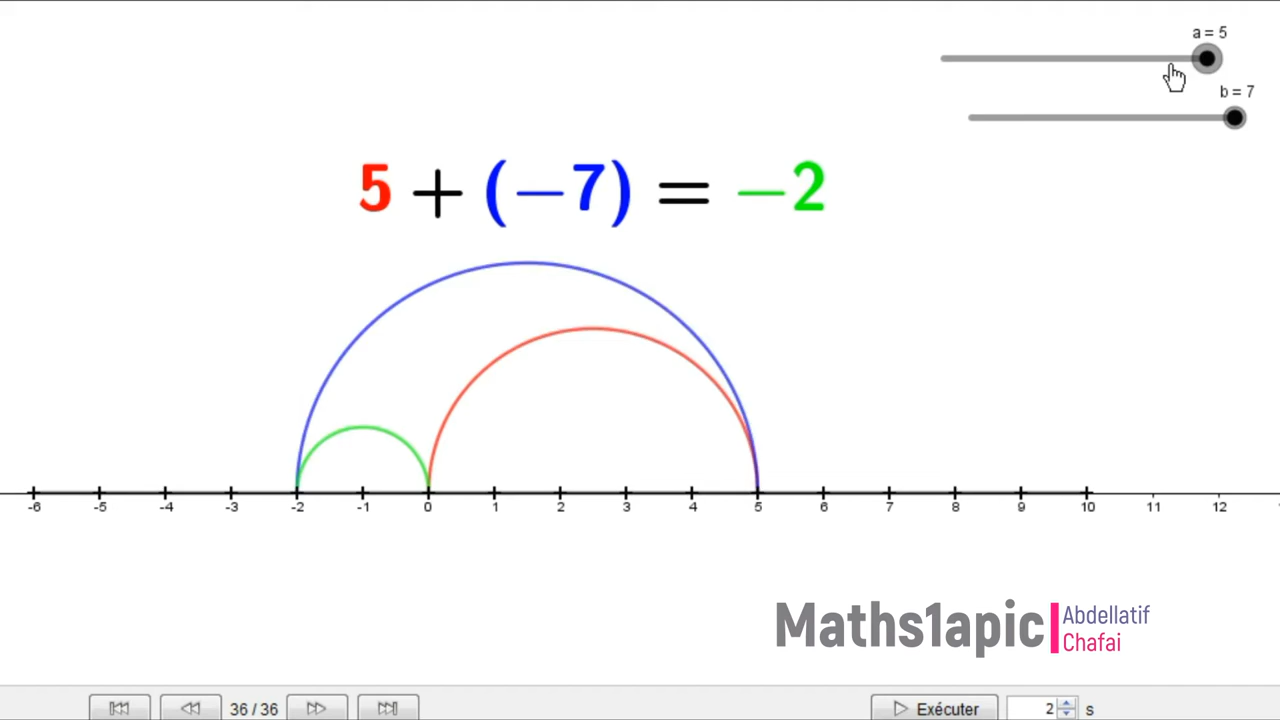 a = 5
b = 7
5 + (−7) = −2
-6 -5 -4 -3 -2 -1 0 1 2 3 4 5 6 7 8 9 10 11 12
Maths1apic
Abdellatif
Chafai
36 / 36
Exécuter
2 s